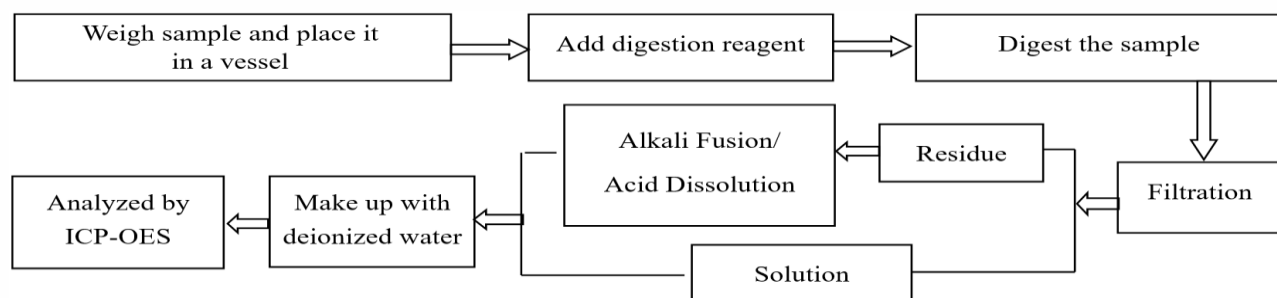 Weigh sample and place it
in a vessel
Add digestion reagent
Digest the sample
Filtration
Residue
Alkali Fusion/
Acid Dissolution
Solution
Make up with
deionized water
Analyzed by
ICP-OES